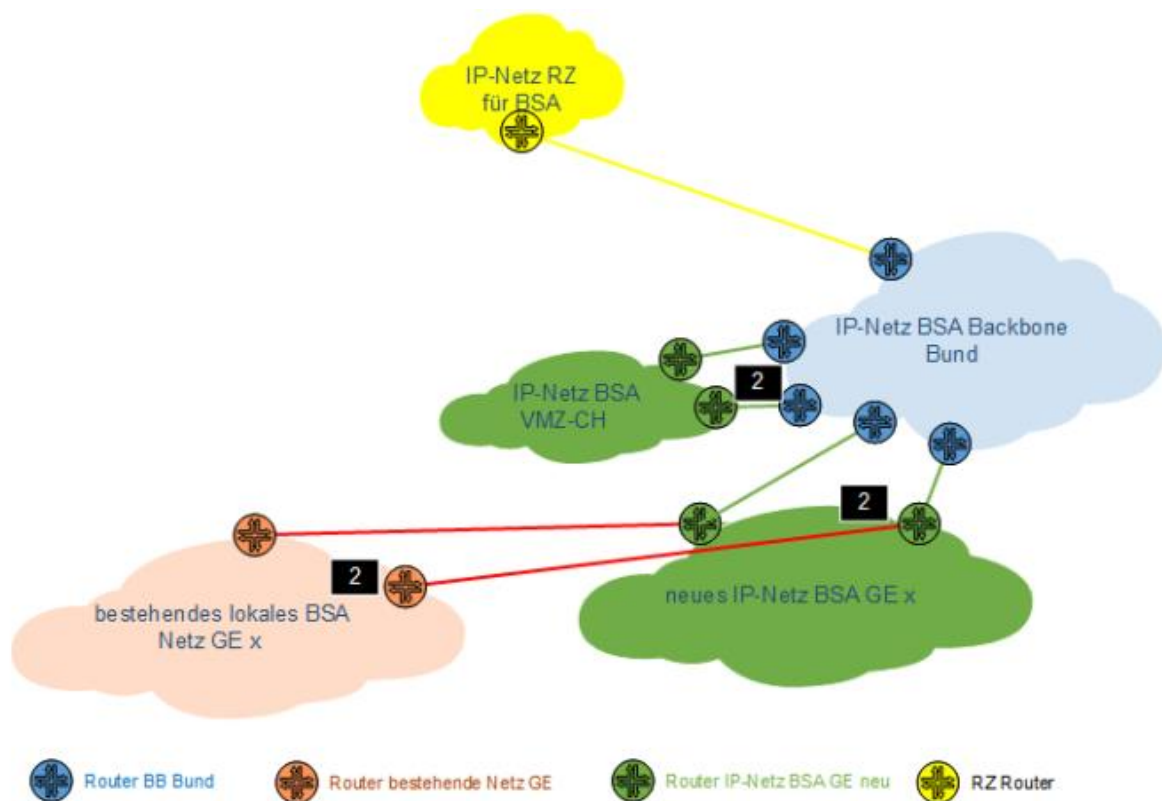 IP-Netz RZ
für BSA
IP-Netz BSA Backbone
Bund
2
IP-Netz BSA
VMZ-CH
2
2
neues IP-Netz BSA GE x
bestehendes lokales BSA
Netz GE x
Router BB Bund
Router bestehende Netz GE
Router IP-Netz BSA GE neu
RZ Router